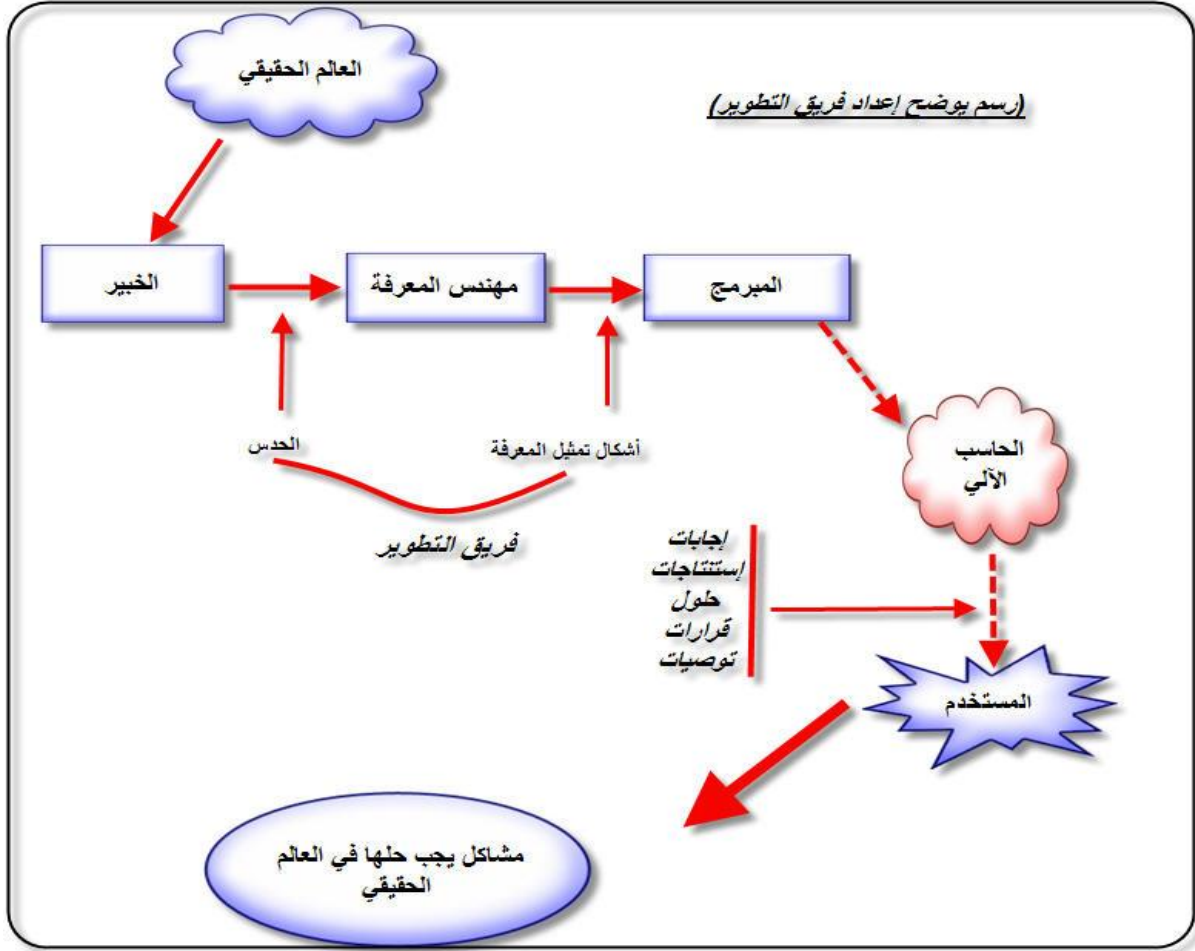 العالم الحقيقي
(رسم يوضح إعداد فريق التطوير)
الخبير
مهندس المعرفة
المبرمج
الحدس
أشكال تمثيل المعرفة
فريق التطوير
الحاسب
الآلي
إجابات
إستنتاجات
حلول
قرارات
توصيات
المستخدم
مشاكل يجب حلها في العالم
الحقيقي